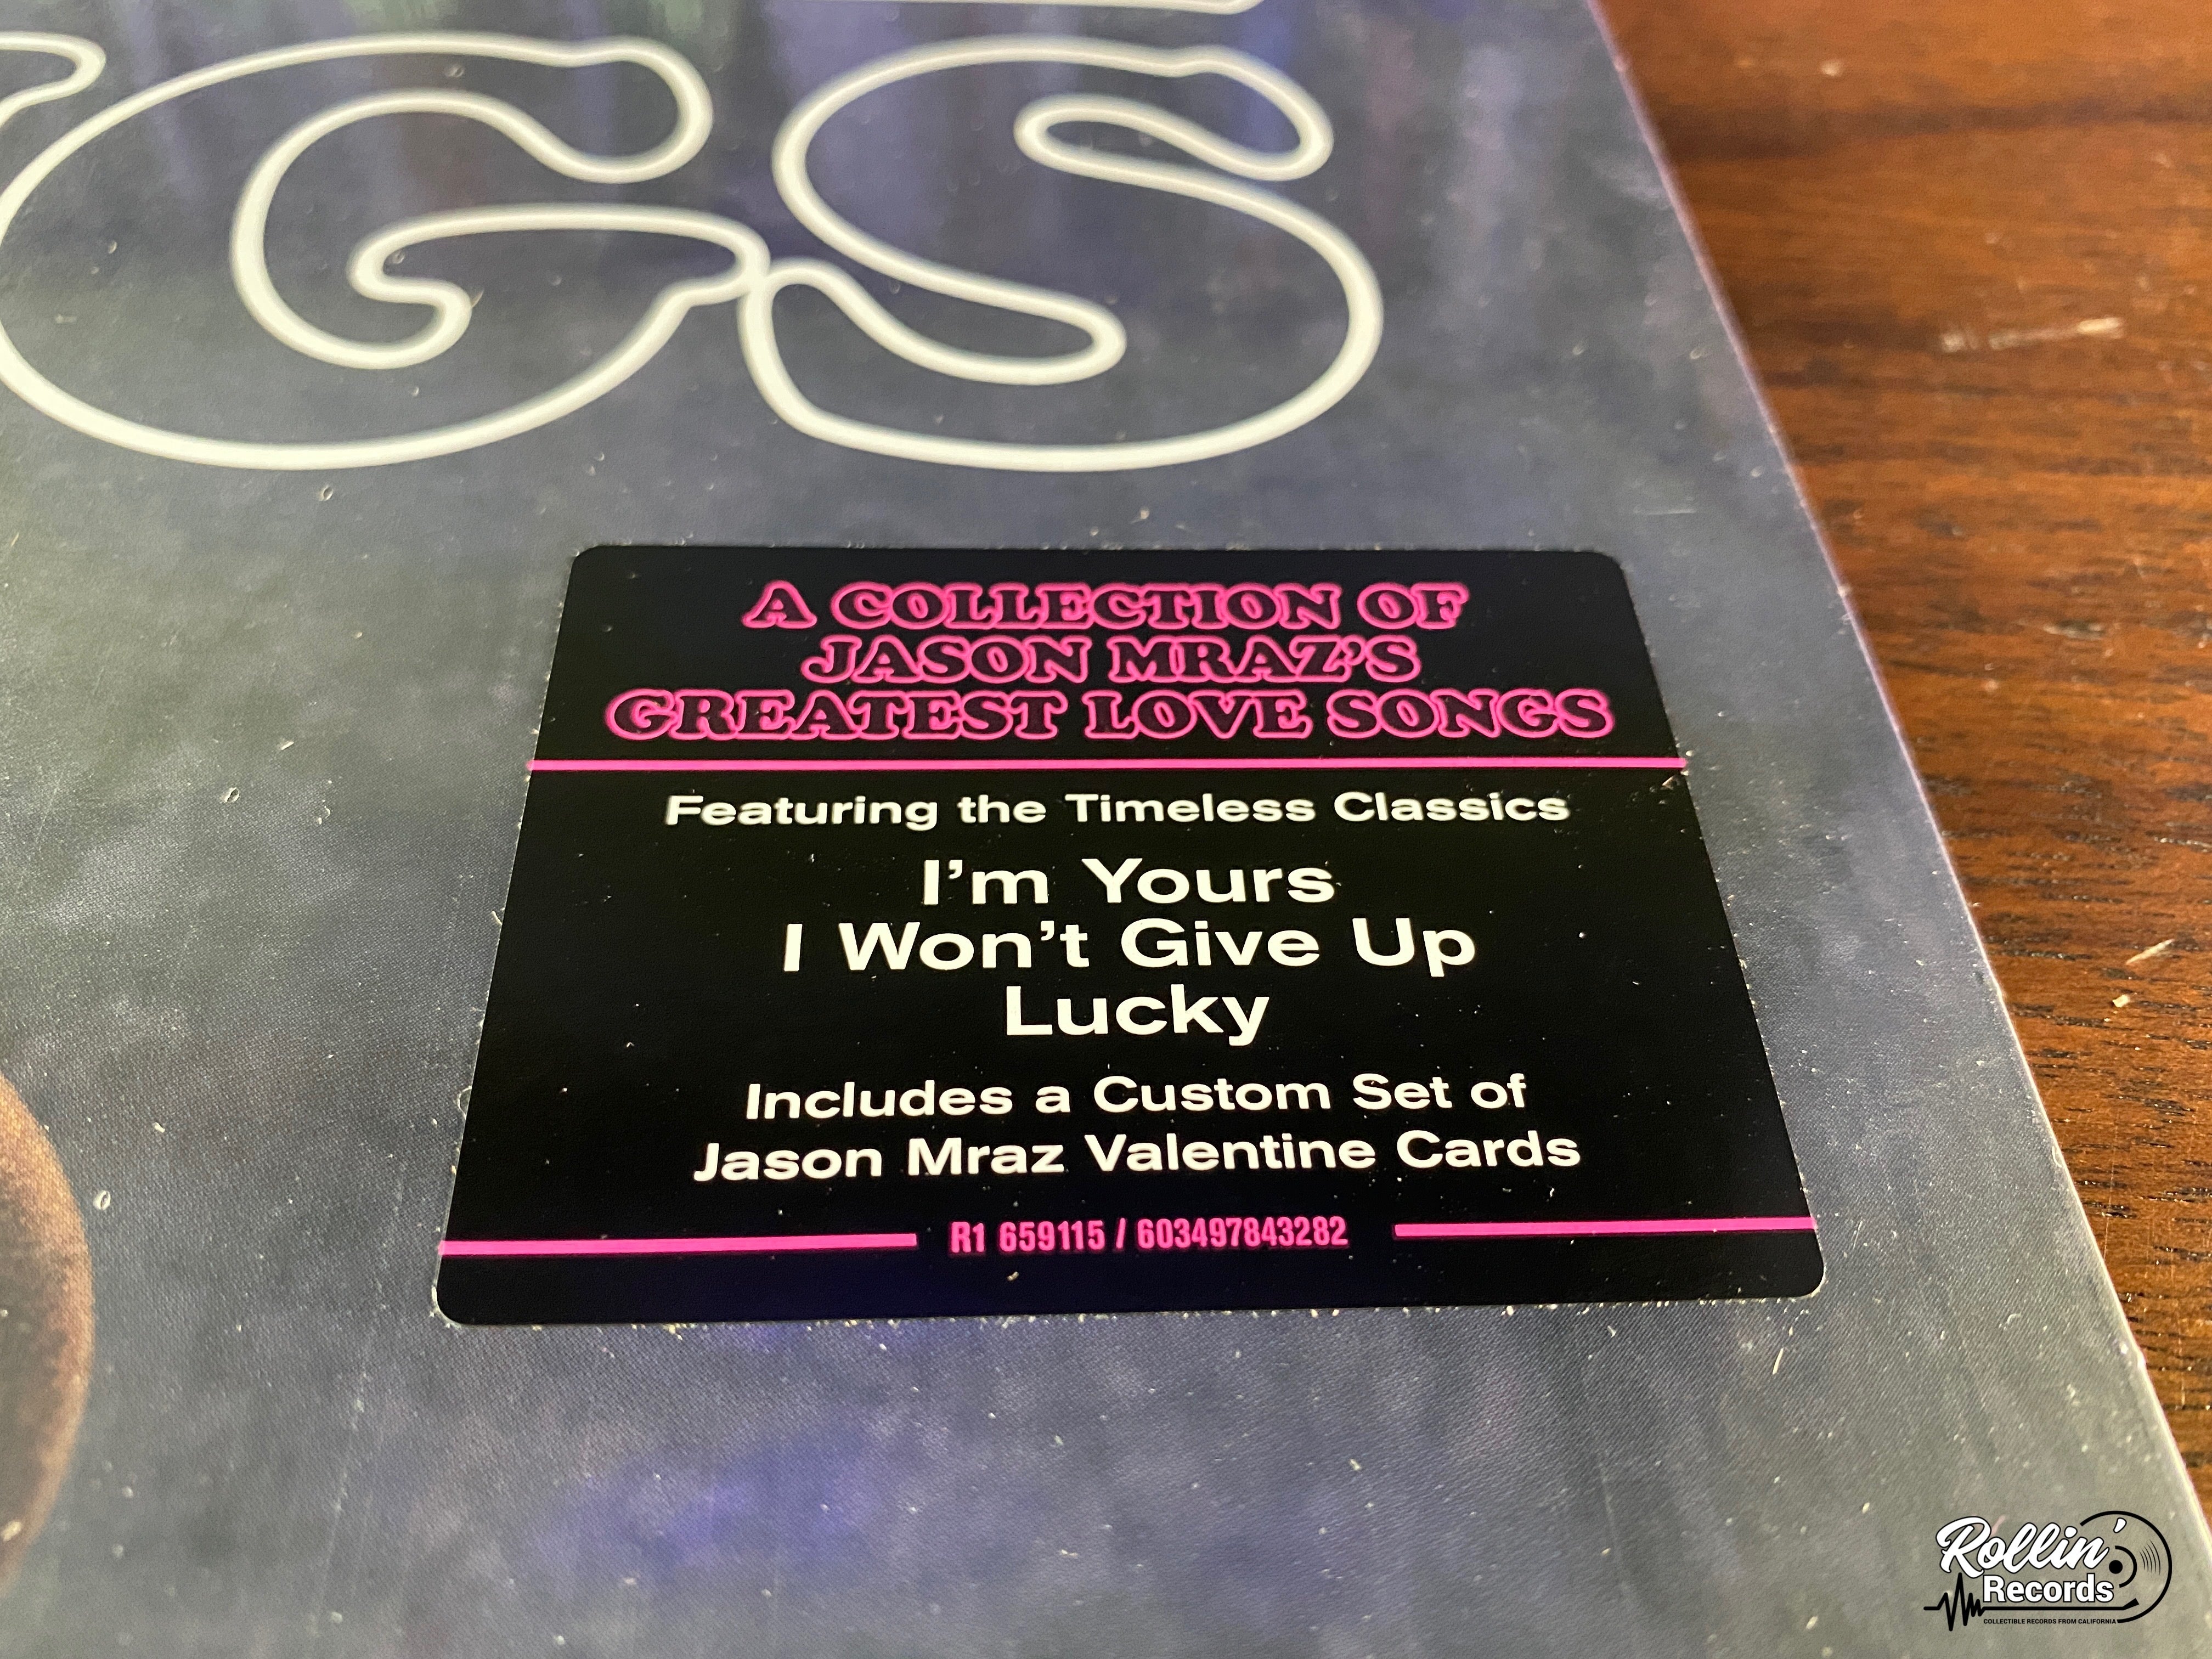 GS
A COLLECTION OF
JASON MRAZ'S
GREATEST LOVE SONGS
Featuring the Timeless Classics
I'm Yours
I Won't Give Up
Lucky
Includes a Custom Set of
Jason Mraz Valentine Cards
R1 659115 / 603497843282
Rollin'
Records
COLLECTIBLE RECORDS FROM CALIFORNIA